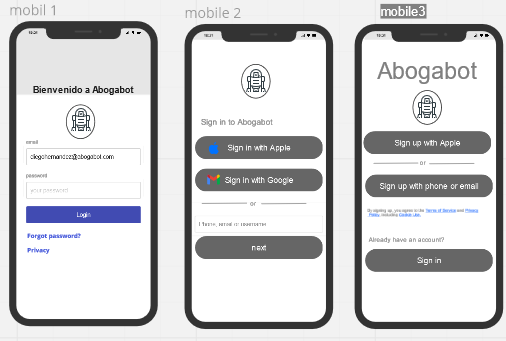 mobil 1
Bienvenido a Abogabot
email
diegohernandez@abogabot.com
password
your password
Login
Forgot password?
Privacy
mobile 2
Sign in to Abogabot
Sign in with Apple
Sign in with Google
or
Phone, email or username
next
mobile3
Abogabot
Sign up with Apple
or
Sign up with phone or email
By signing up, you agree to the Terms of Service and Privacy
Policy, including Cookie Use.
Already have an account?
Sign in